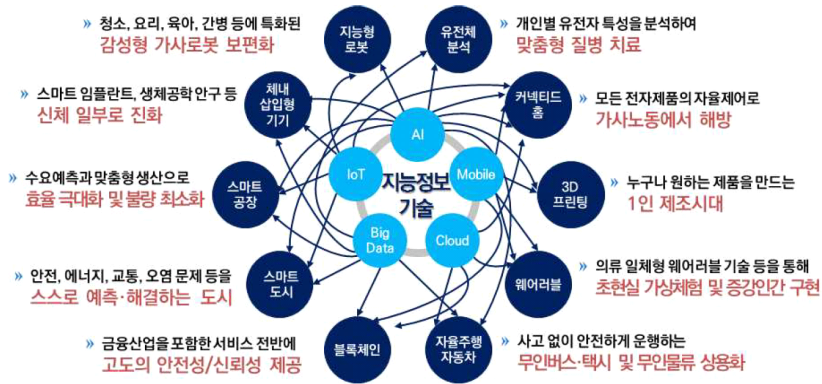 » 청소, 요리, 육아, 간병 등에 특화된
감성형 가사로봇 보편화
지능형
로봇
유전체
분석
» 개인별 유전자 특성을 분석하여
맞춤형 질병 치료
» 스마트 임플란트, 생체공학 안구 등
신체 일부로 진화
체내
삽입형
기기
커넥티드
홈
» 모든 전자제품의 자율제어로
가사노동에서 해방
AI
IoT
Mobile
지능정보
기술
Big
Data
Cloud
» 수요예측과 맞춤형생산으로
효율 극대화 및 불량 최소화
스마트
공장
3D
프린팅
» 누구나 원하는 제품을 만드는
1인 제조시대
» 안전, 에너지, 교통, 오염 문제 등을
스스로 예측·해결하는 도시
스마트
도시
웨어러블
» 의류 일체형 웨어러블 기술 등을 통해
초현실 가상체험 및 증강인간 구현
» 금융산업을 포함한 서비스 전반에
고도의 안전성/신뢰성 제공
블록체인
자율주행
자동차
» 사고 없이 안전하게 운행하는
무인버스·택시 및 무인물류 상용화